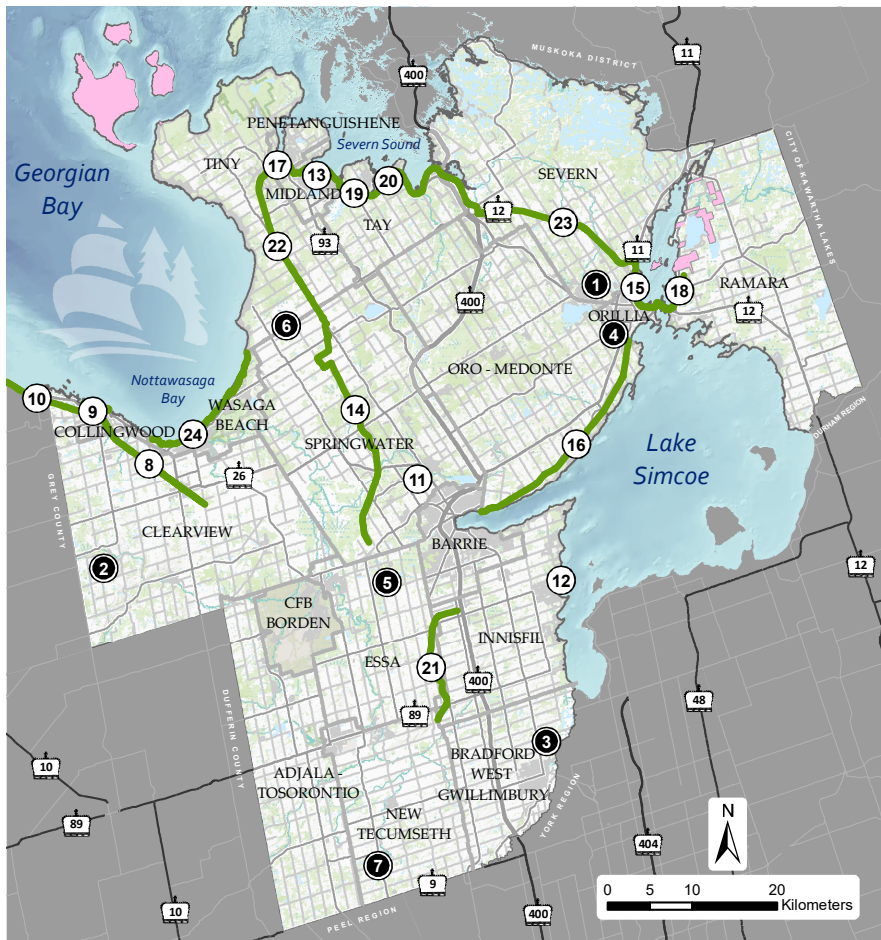 MUSKOKA DISTRICT
11
400
PENETANGUISHENE
Severn Sound
CITY OF KAWARTHA LAKES
Georgian
Bay
TINY
17
13
20
SEVERN
MIDLAND
19
TAY
12
23
22
93
11
1
15
18
RAMARA
400
6
ORILLIA
12
4
ORO - MEDONTE
Nottawasaga
Bay
10
9
WASAGA
BEACH
14
COLLINGWOOD
24
SPRINGWATER
16
DURHAM REGION
Lake
Simcoe
8
26
11
GREY COUNTY
CLEARVIEW
BARRIE
2
5
12
12
CFB
BORDEN
INNISFIL
ESSA
21
400
DUFFERIN COUNTY
89
48
3
BRADFORD
WEST
GWILLIMBURY
10
ADJALA -
TOSORONTIO
YORK REGION
89
NEW
TECUMSETH
N
404
7
9
0 5 10 20
Kilometers
10
PEEL REGION
400